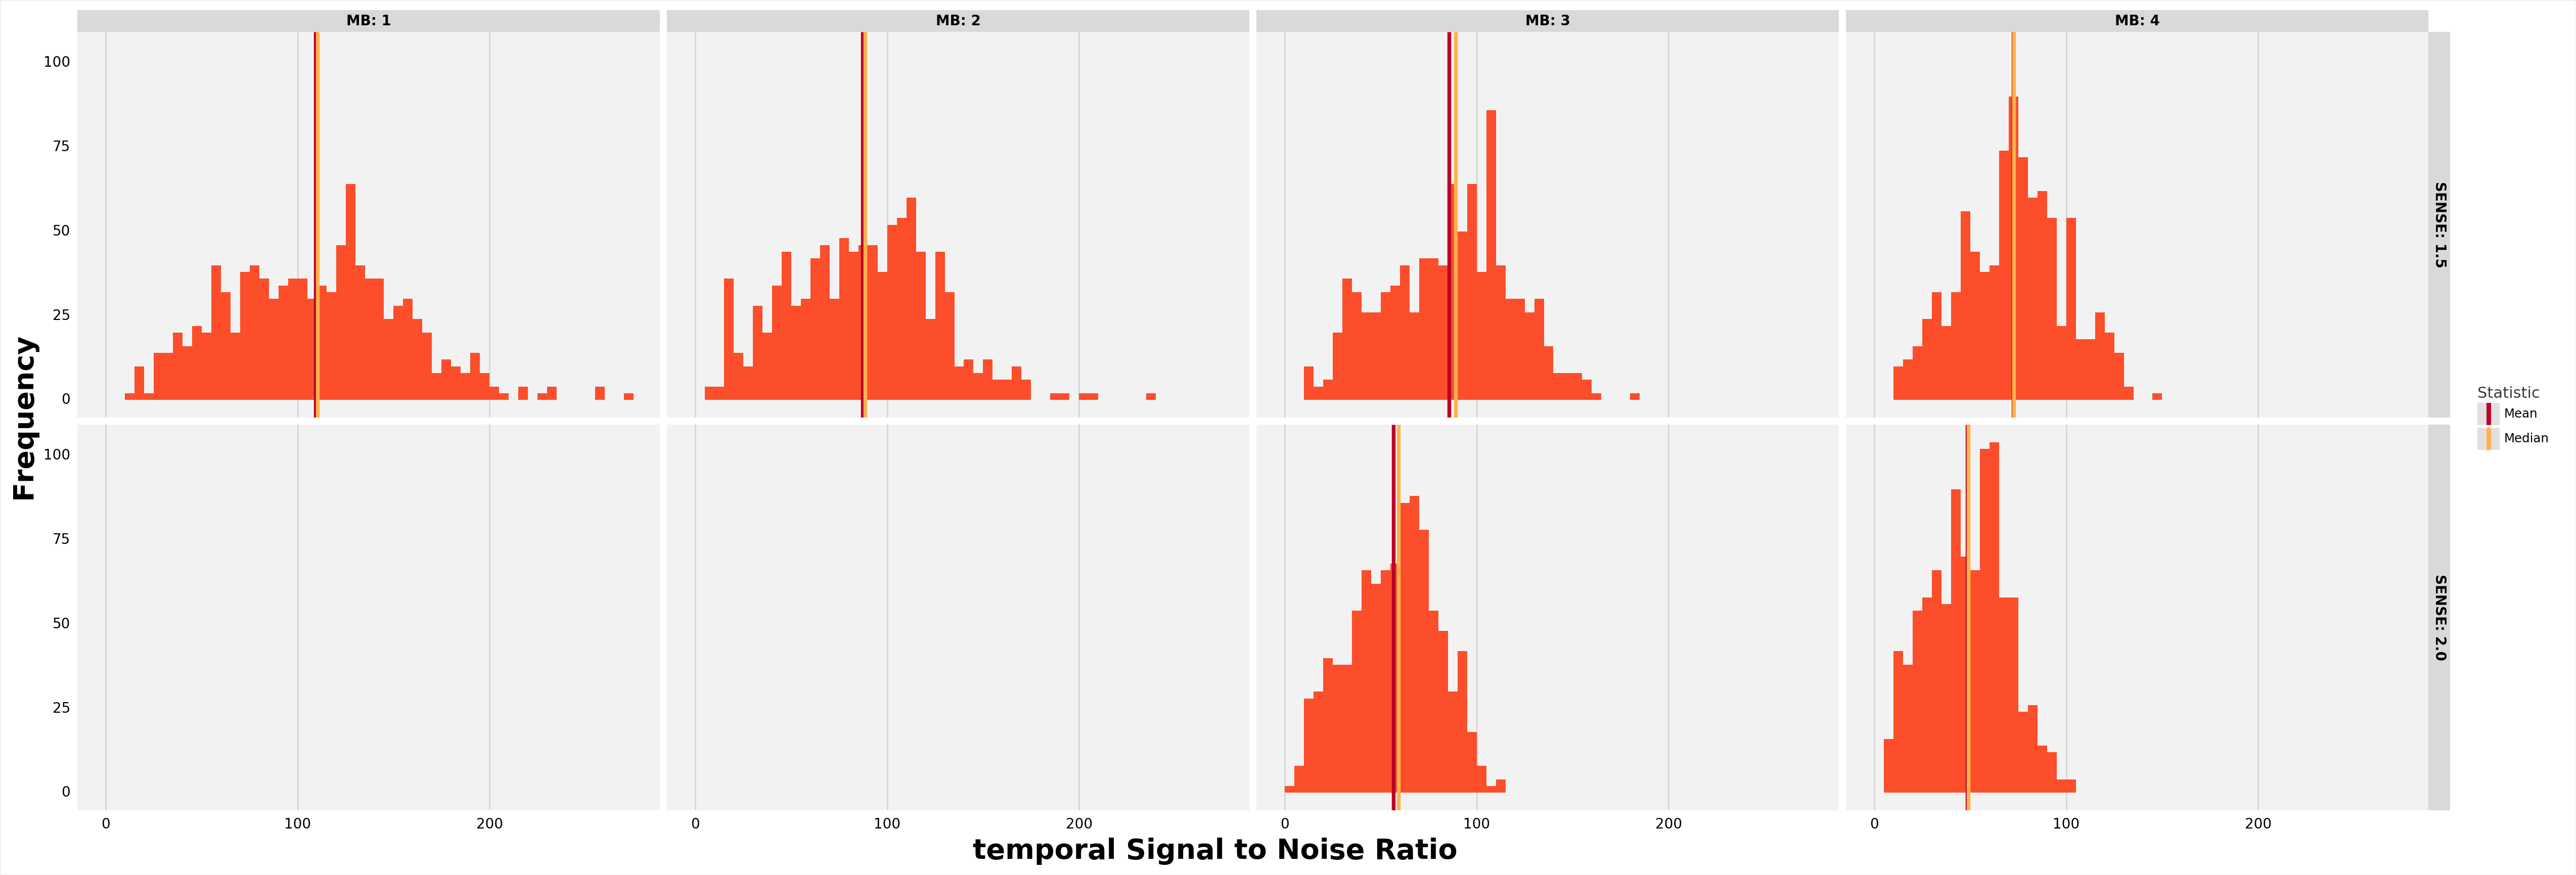 MB: 1
MB: 2
MB: 3
MB: 4
100
75
50
25
0
SENSE: 1.5
Frequency
Statistic
Mean
Median
100
75
50
25
0
SENSE: 2.0
0 100 200
0 100 200
0 100 200
0 100 200
temporal Signal to Noise Ratio